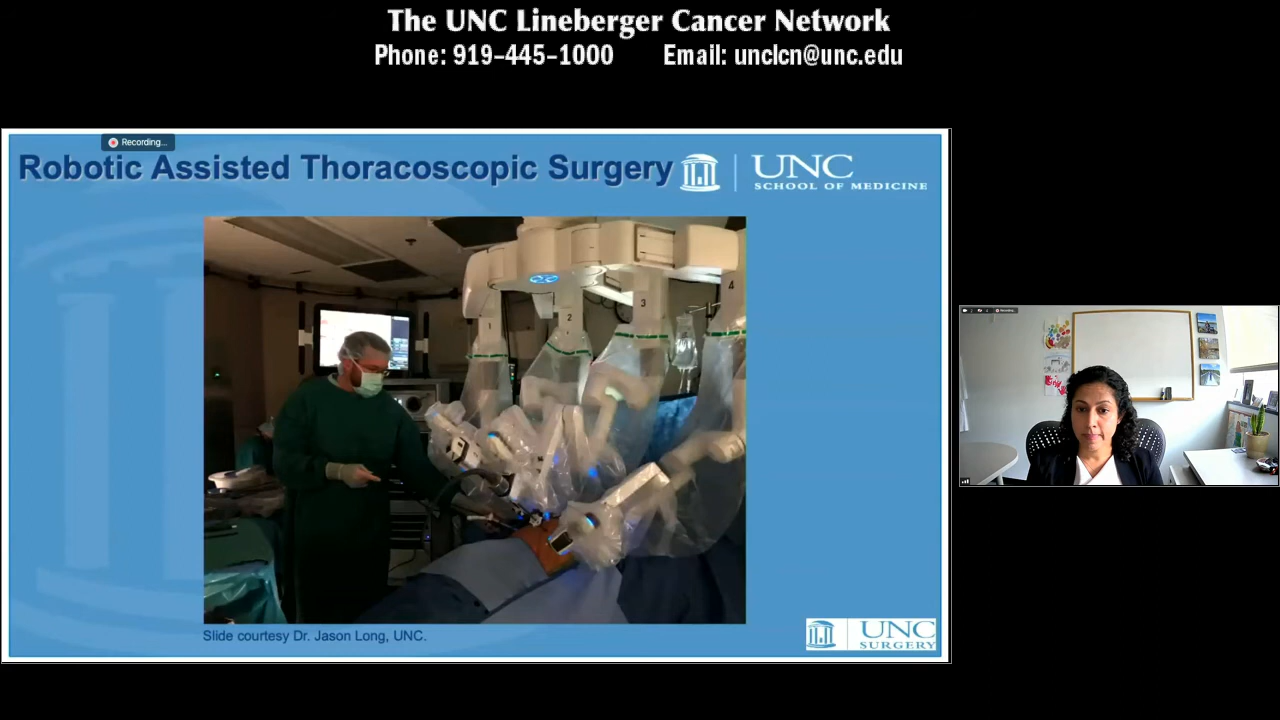 The UNC Lineberger Cancer Network
Phone: 919-445-1000 Email: unclcn@unc.edu
Recording...
Robotic Assisted Thoracoscopic Surgery
UNC
SCHOOL OF MEDICINE
1
2
3
4
Slide courtesy Dr. Jason Long, UNC.
UNC
SURGERY
Recording...